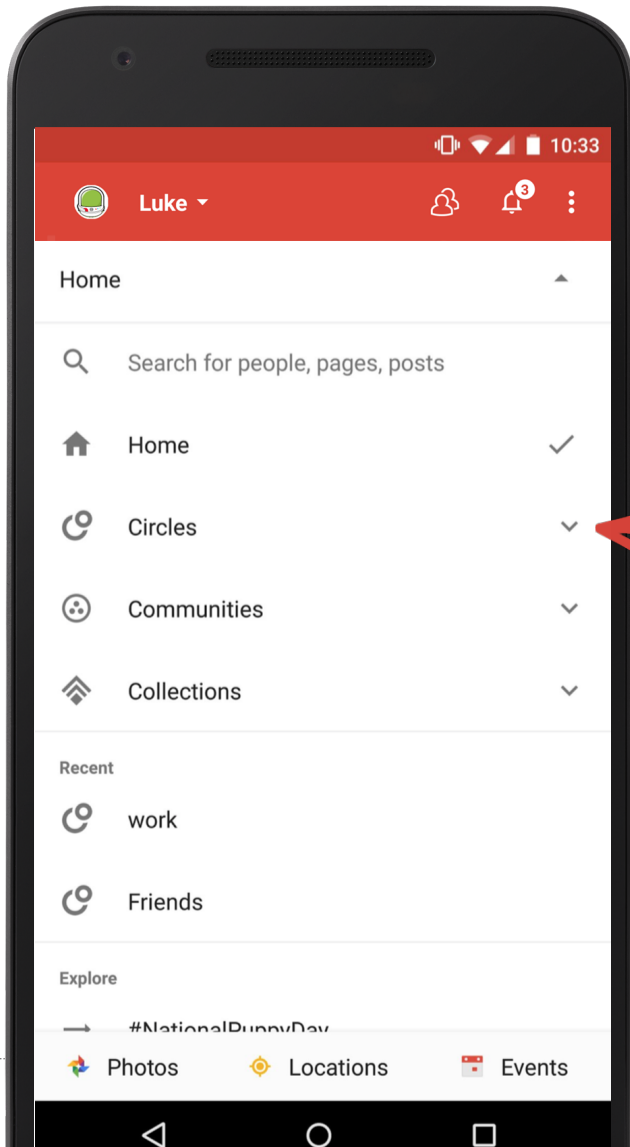 10:33
Luke
3
Home
Search for people, pages, posts
Home
Circles
Communities
Collections
Recent
work
Friends
Explore
#NationalPuppyDay
Photos Locations Events